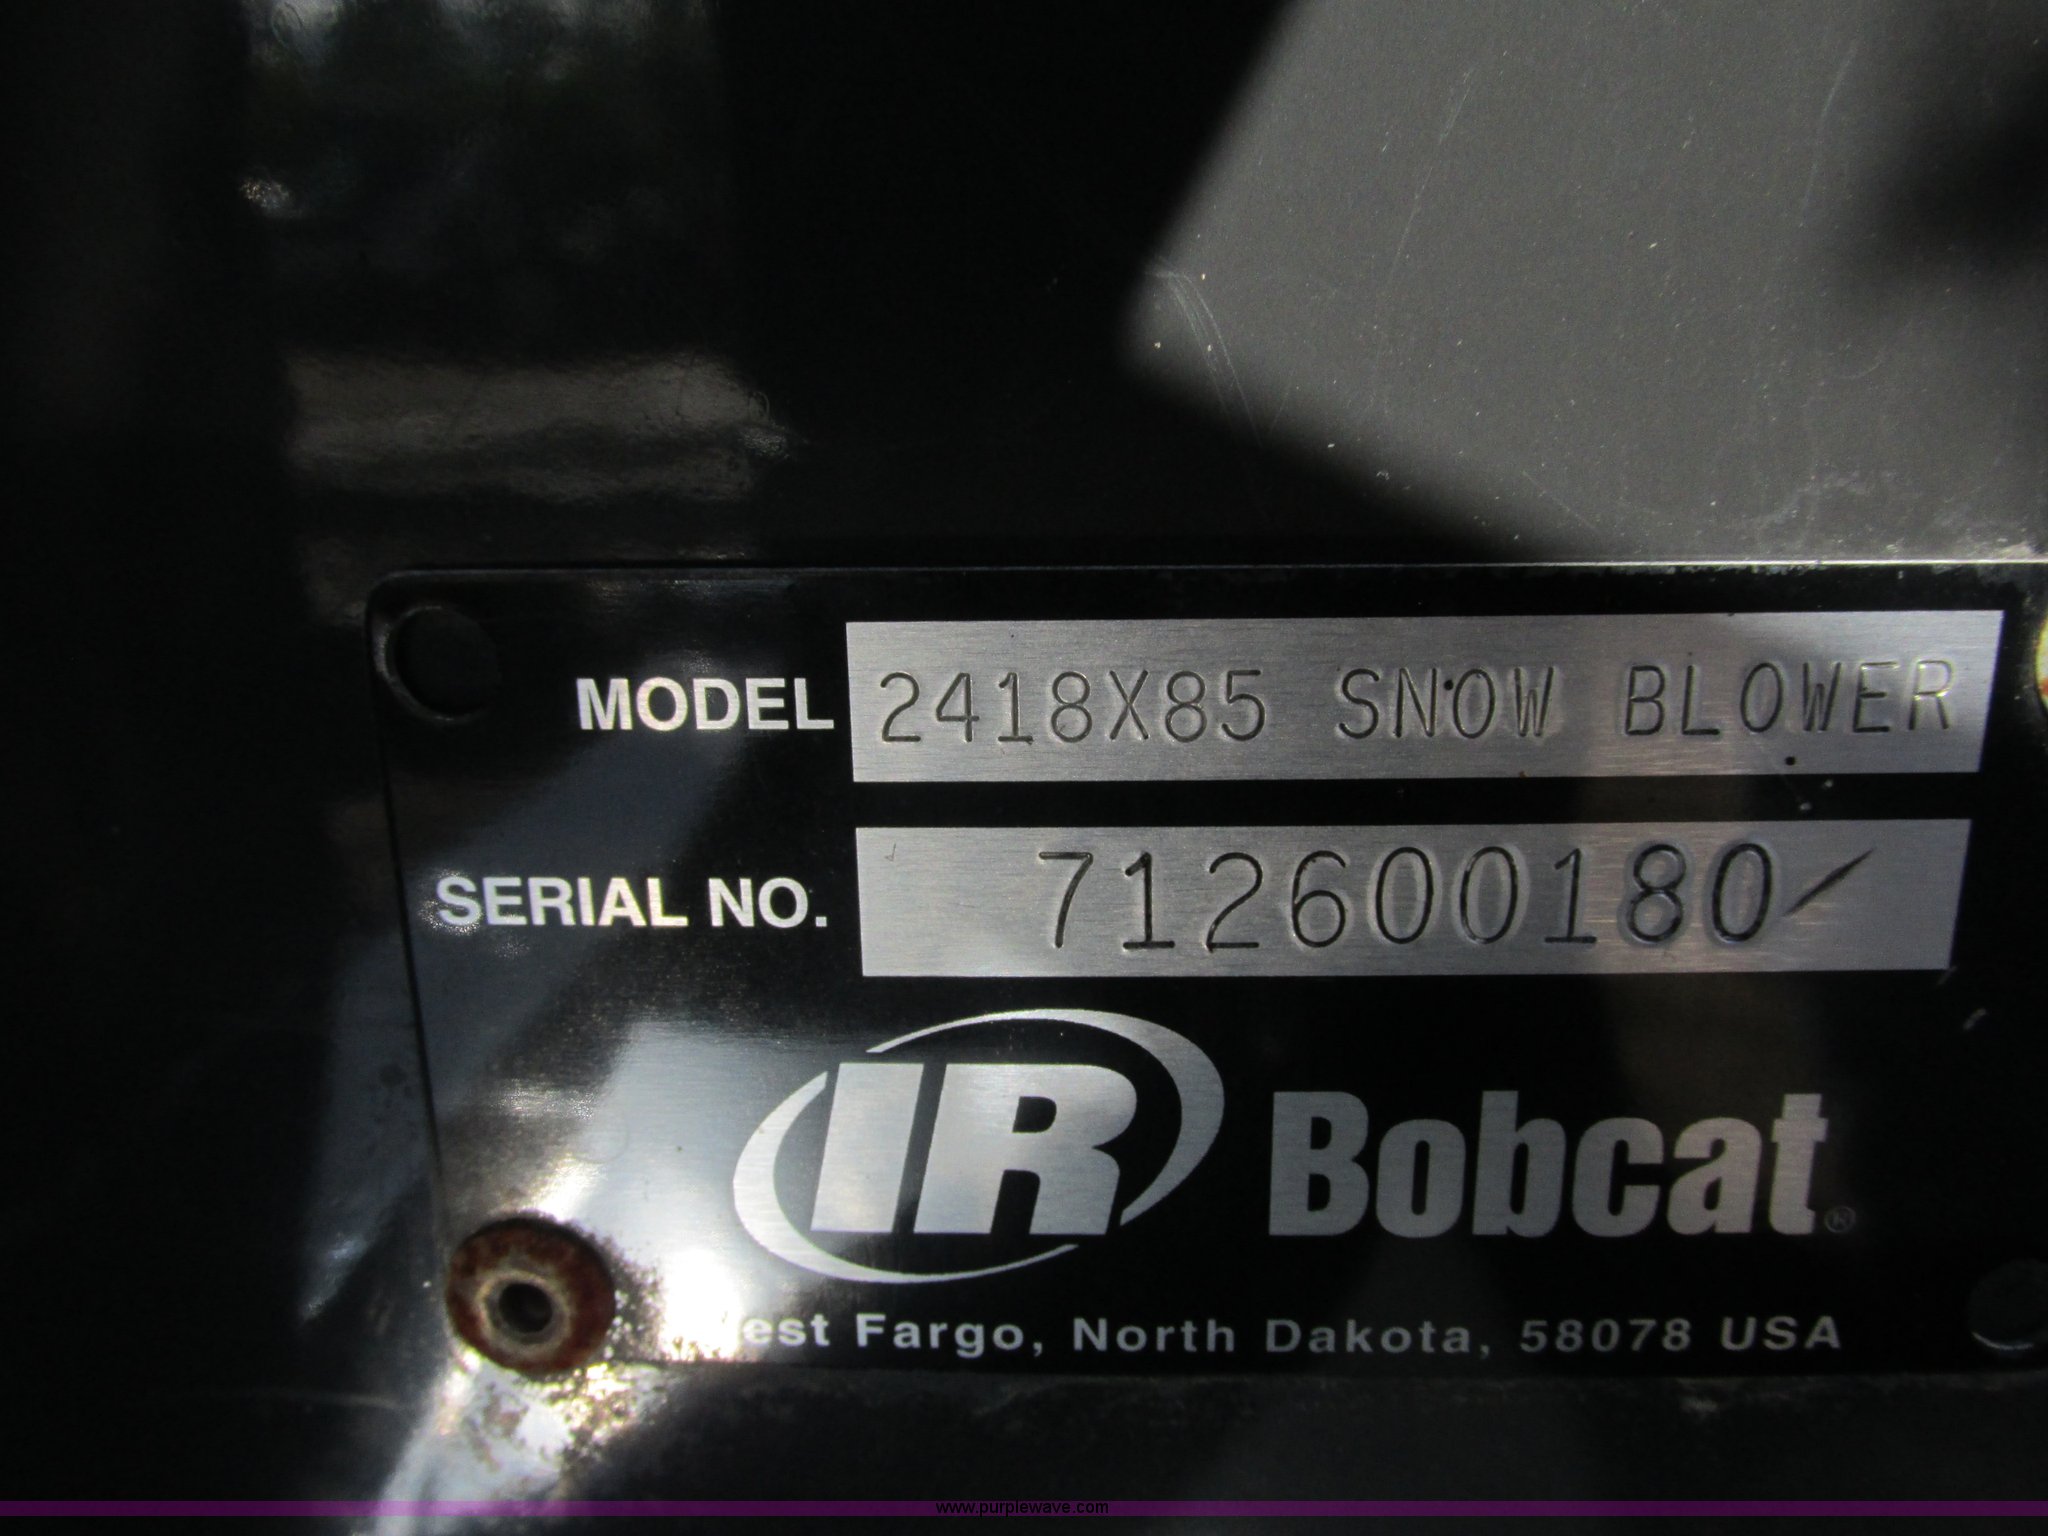 MODEL 2418X85 SNOW BLOWER
SERIAL NO. 712600180/
IR Bobcat®
est Fargo, North Dakota, 58078 USA
www.purplewave.com